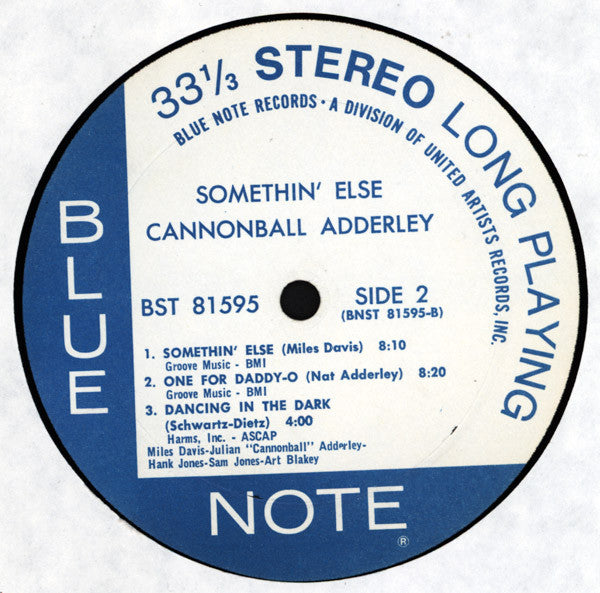 33 1/3 STEREO LONG PLAYING
BLUE NOTE RECORDS · A DIVISION OF UNITED ARTISTS RECORDS, INC.
SOMETHIN' ELSE
CANNONBALL ADDERLEY
BST 81595
SIDE 2
(BNST 81595-B)
1. SOMETHIN' ELSE (Miles Davis) 8:10
Groove Music - BMI
2. ONE FOR DADDY-O (Nat Adderley) 8:20
Groove Music - BMI
3. DANCING IN THE DARK
(Schwartz-Dietz) 4:00
Harms, Inc. - ASCAP
Miles Davis-Julian "Cannonball" Adderley-
Hank Jones-Sam Jones-Art Blakey
BLUE
NOTE ®